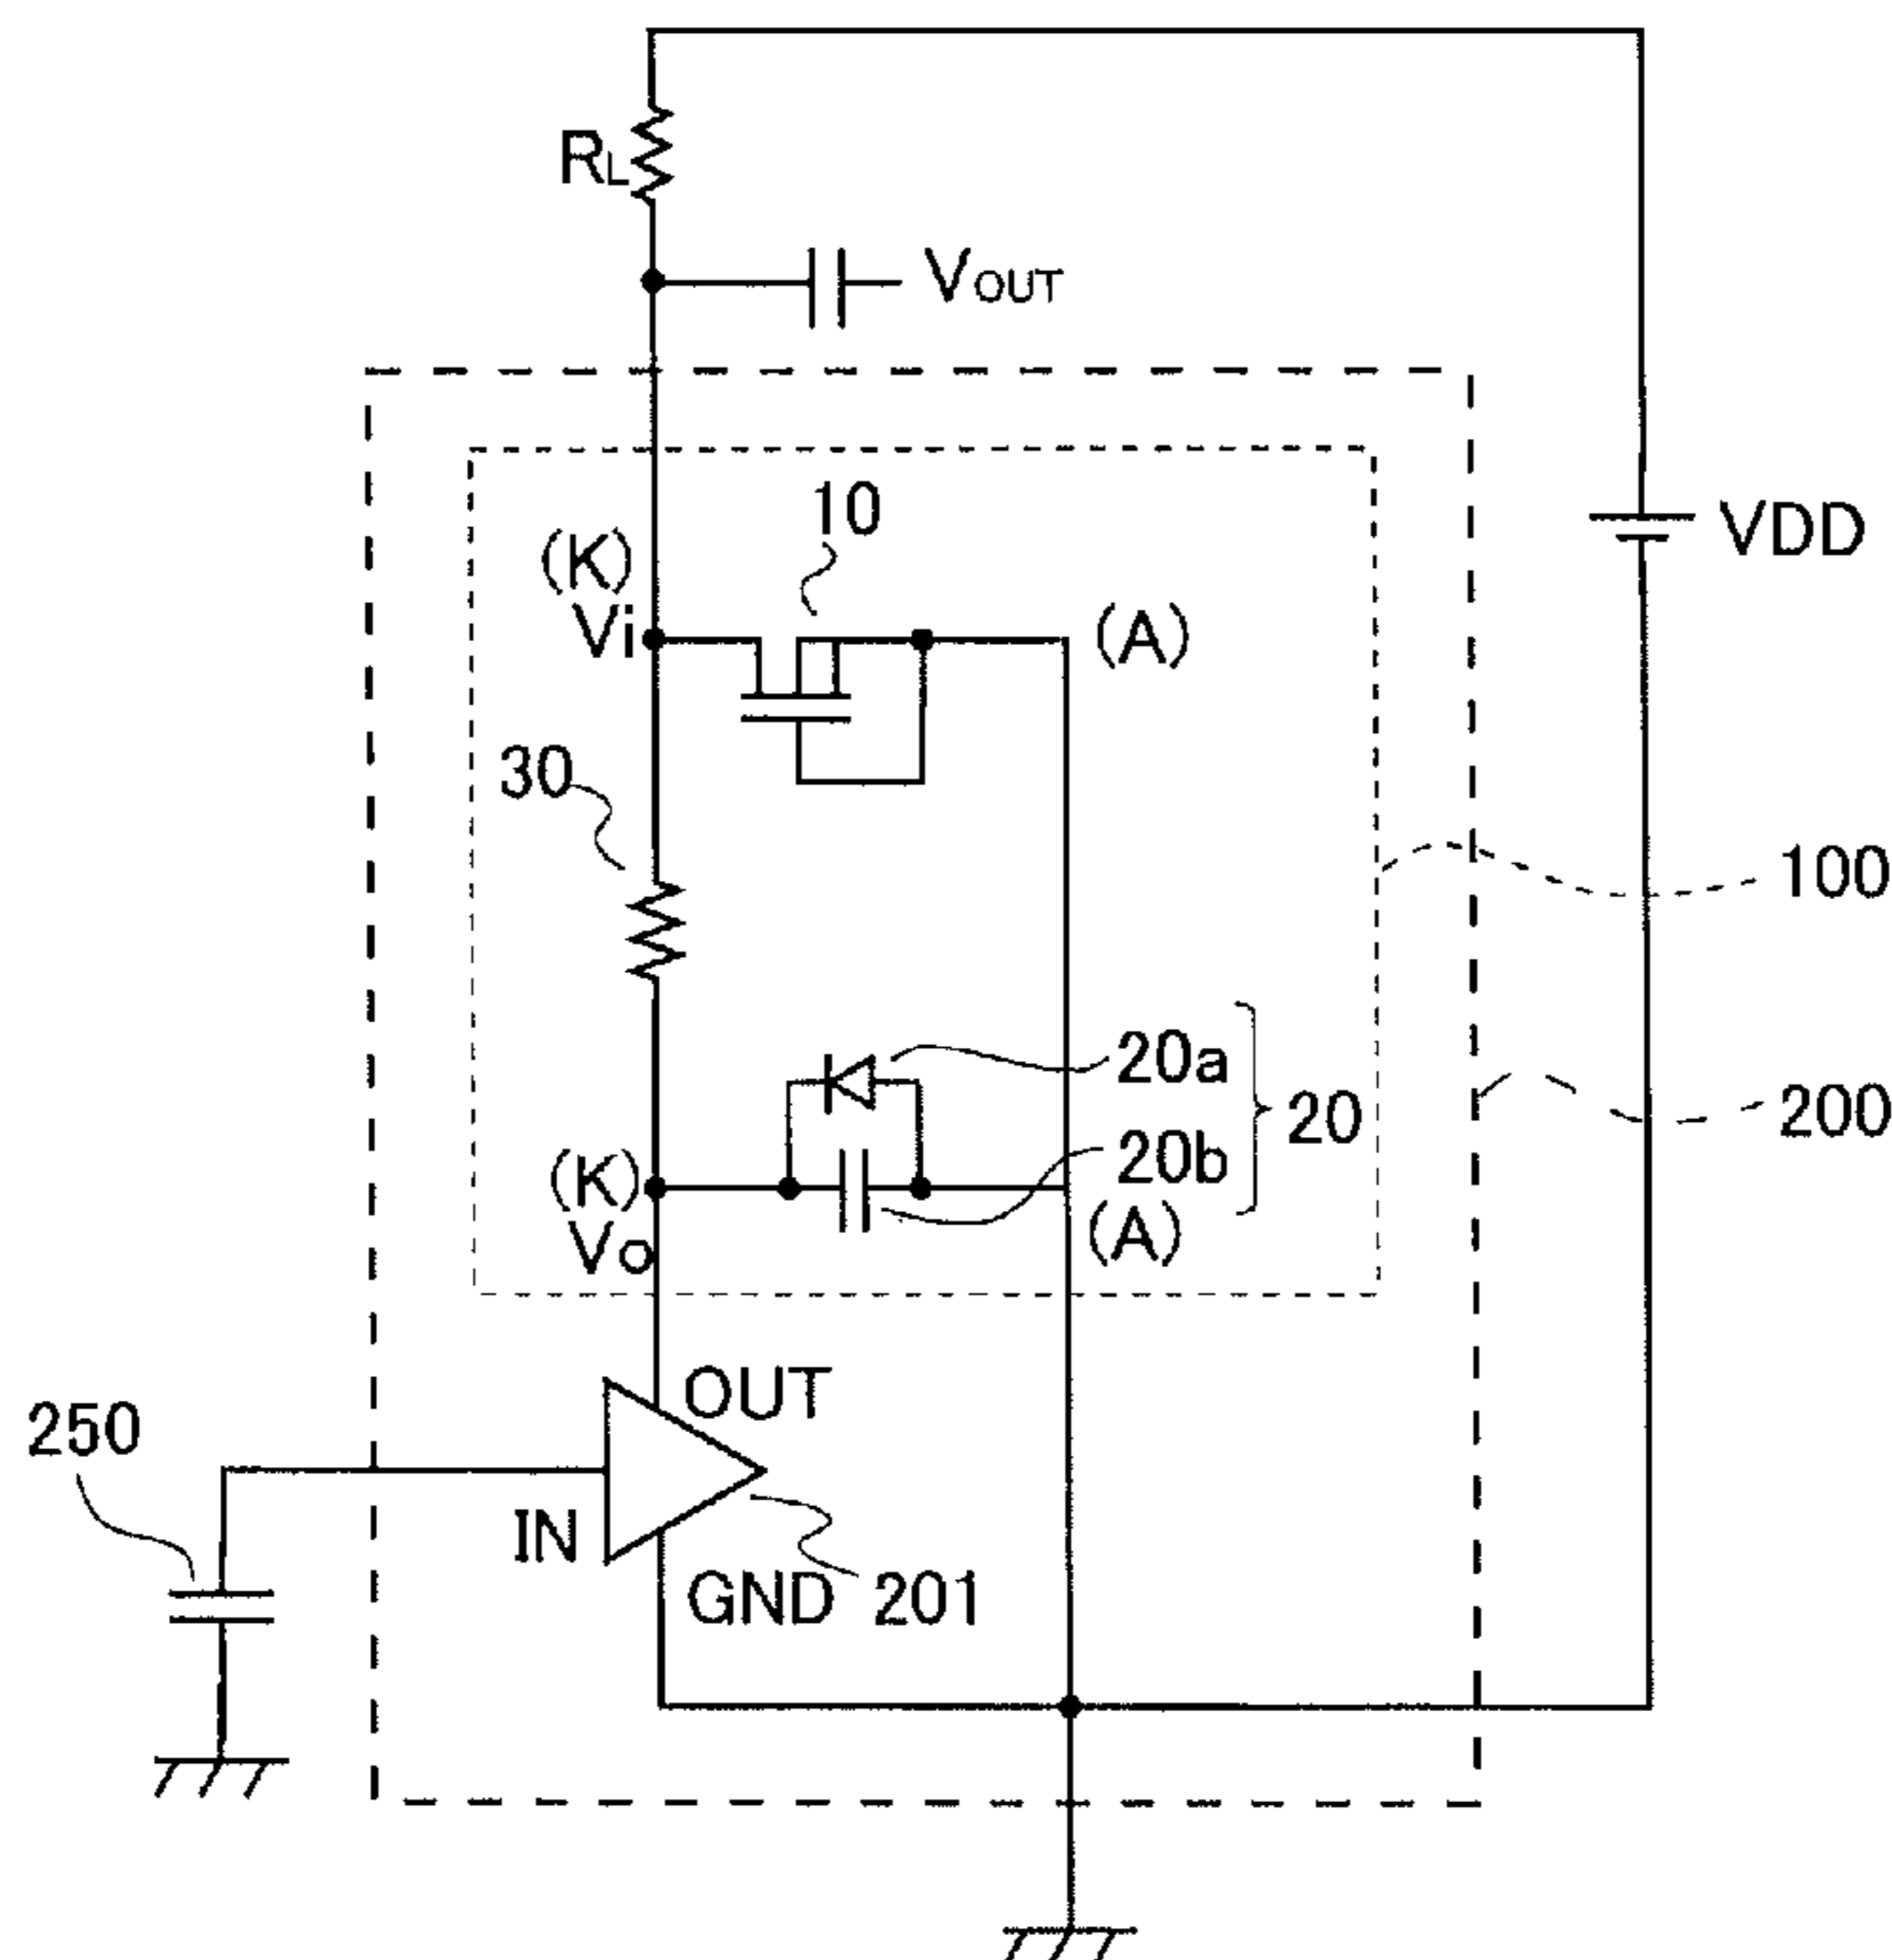 RL
VOUT
10
(K)
Vi
(A)
VDD
30
100
20a
20
200
20b
(K)
Vo
(A)
OUT
250
IN
GND
201